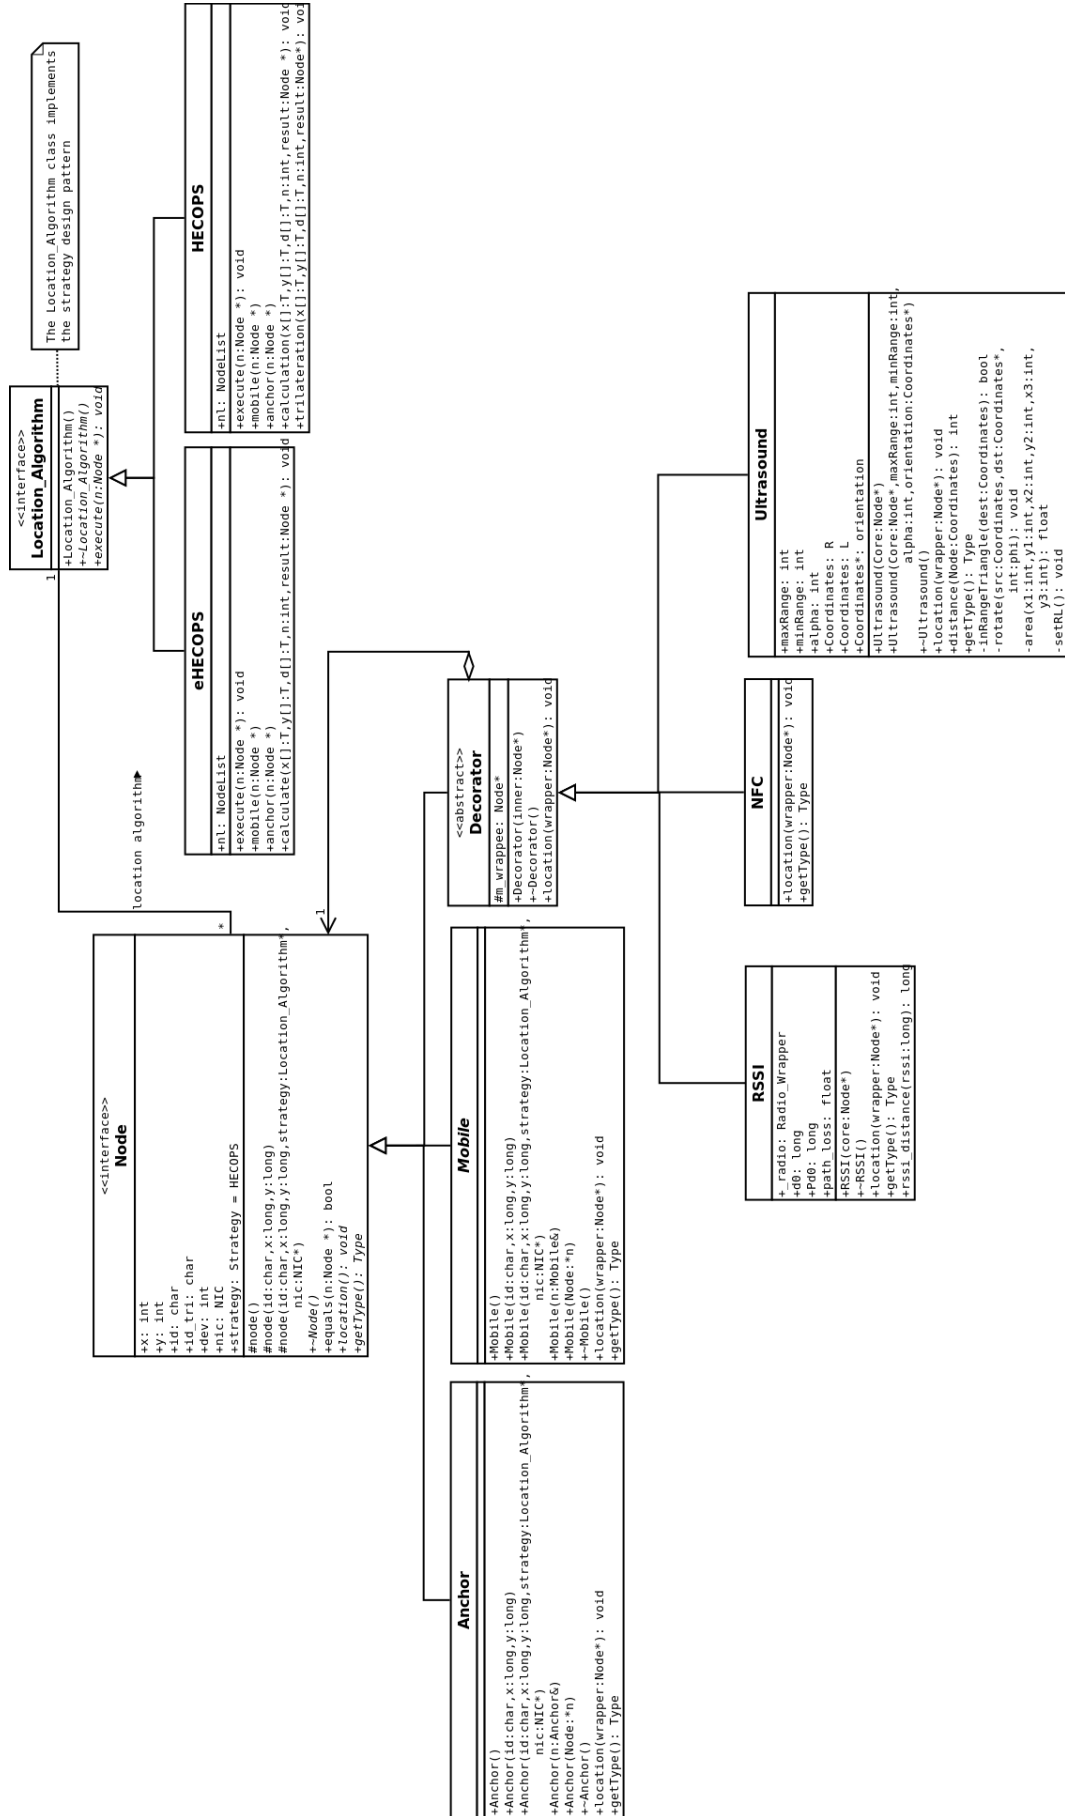 <<interface>>
Location_Algorithm
+Location_Algorithm()
+~Location_Algorithm()
+execute(n:Node *): void
The Location_Algorithm class implements
the strategy design pattern
1
location algorithm
*
eHECOPS
+nl: NodeList
+execute(n:Node *): void
+mobile(n:Node *)
+anchor(n:Node *)
+calculate(x[]:T,y[]:T,d[]:T,n:int,result:Node *): void
HECOPS
+nl: NodeList
+execute(n:Node *): void
+mobile(n:Node *)
+anchor(n:Node *)
+calculation(x[]:T,y[]:T,d[]:T,n:int,result:Node *): void
+trilateration(x[]:T,y[]:T,d[]:T,n:int,result:Node*): voi
<<interface>>
Node
+x: int
+y: int
+id: char
+id_tri: char
+dev: int
+nic: NIC
+strategy: Strategy = HECOPS
#node()
#node(id:char,x:long,y:long)
#node(id:char,x:long,y:long,strategy:Location_Algorithm*,
nic:NIC*)
+~Node()
+equals(n:Node *): bool
+location(): void
+getType(): Type
1
Anchor
+Anchor()
+Anchor(id:char,x:long,y:long)
+Anchor(id:char,x:long,y:long,strategy:Location_Algorithm*,
nic:NIC*)
+Anchor(n:Anchor&)
+Anchor(Node:*n)
+~Anchor()
+location(wrapper:Node*): void
+getType(): Type
Mobile
+Mobile()
+Mobile(id:char,x:long,y:long)
+Mobile(id:char,x:long,y:long,strategy:Location_Algorithm*,
nic:NIC*)
+Mobile(n:Mobile&)
+Mobile(Node:*n)
+~Mobile()
+location(wrapper:Node*): void
+getType(): Type
<<abstract>>
Decorator
#m_wrappee: Node*
+Decorator(inner:Node*)
+~Decorator()
+location(wrapper:Node*): void
RSSI
+_radio: Radio_Wrapper
+d0: long
+Pd0: long
+path_loss: float
+RSSI(core:Node*)
+~RSSI()
+location(wrapper:Node*): void
+getType(): Type
+rssi_distance(rssi:long): long
NFC
+location(wrapper:Node*): void
+getType(): Type
Ultrasound
+maxRange: int
+minRange: int
+alpha: int
+Coordinates: R
+Coordinates: L
+Coordinates*: orientation
+Ultrasound(Core:Node*)
+Ultrasound(Core:Node*,maxRange:int,minRange:int,
alpha:int,orientation:Coordinates*)
+~Ultrasound()
+location(wrapper:Node*): void
+distance(Node:Coordinates): int
+getType(): Type
-inRangeTriangle(dest:Coordinates): bool
-rotate(src:Coordinates,dst:Coordinates*,
int:phi): void
-area(x1:int,y1:int,x2:int,y2:int,x3:int,
y3:int): float
-setRL(): void